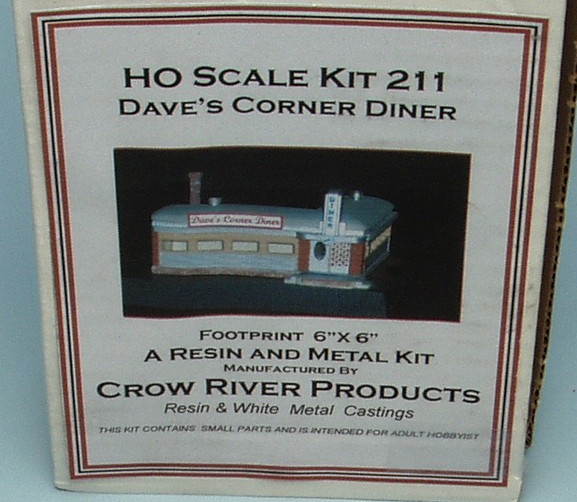 HO SCALE KIT 211
DAVE'S CORNER DINER
DINER
Dave's Corner Diner
FOOTPRINT 6"X 6"
A RESIN AND METAL KIT
MANUFACTURED BY
CROW RIVER PRODUCTS
Resin & White Metal Castings
THIS KIT CONTAINS SMALL PARTS AND IS INTENDED FOR ADULT HOBBYIST